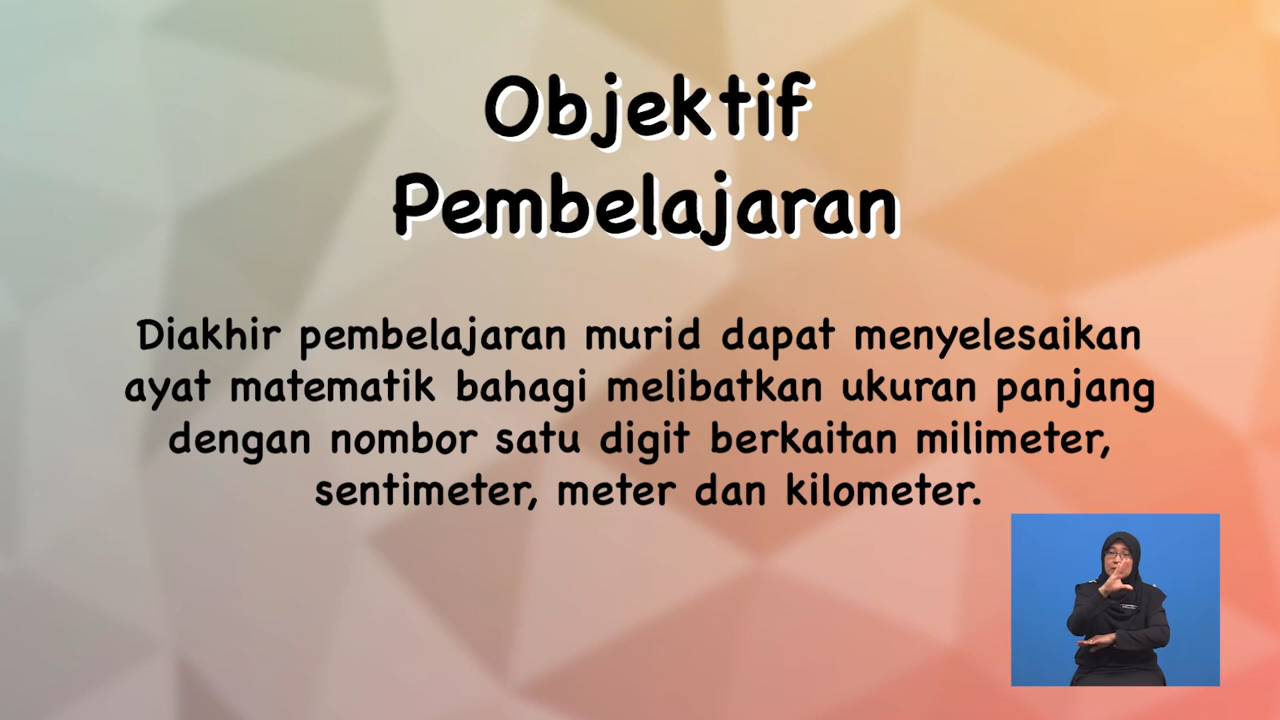 Objektif
Pembelajaran
Diakhir pembelajaran murid dapat menyelesaikan
ayat matematik bahagi melibatkan ukuran panjang
dengan nombor satu digit berkaitan milimeter,
sentimeter, meter dan kilometer.